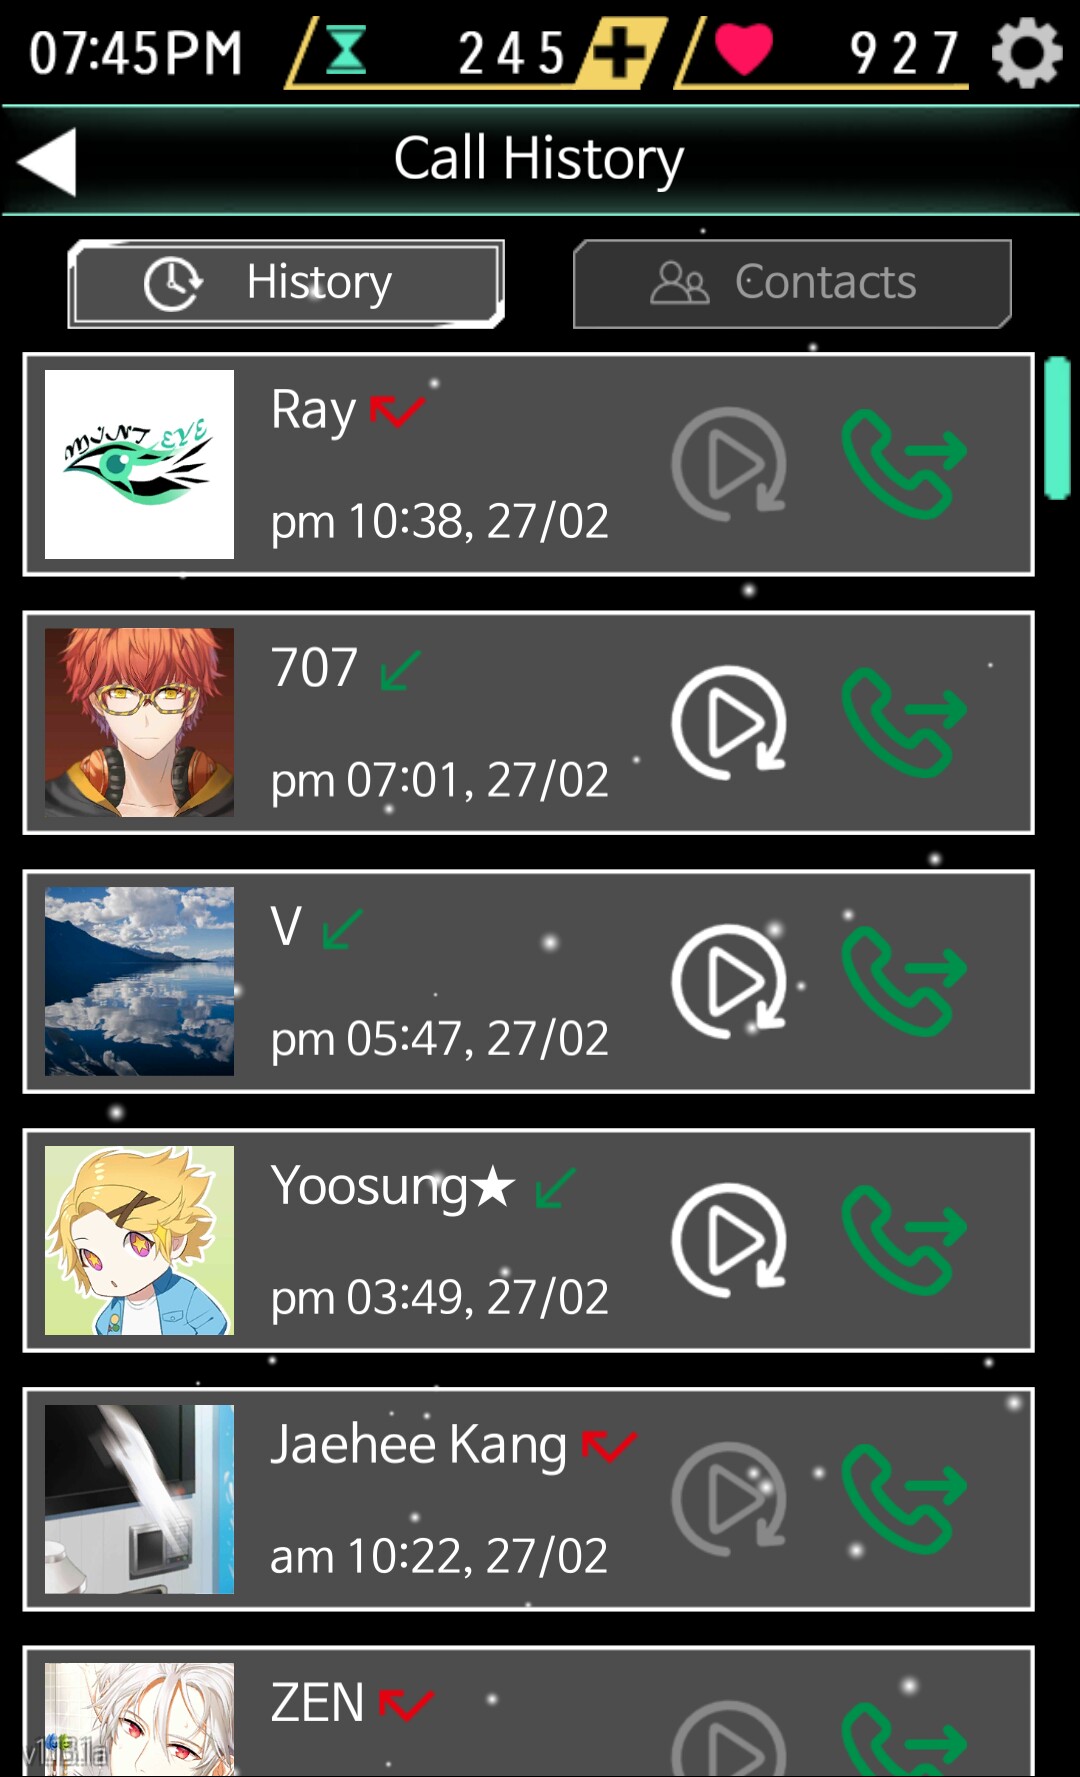 07:45PM 245 927
Call History
History Contacts
MINT EYE
Ray
pm 10:38, 27/02
707
pm 07:01, 27/02
V
pm 05:47, 27/02
Yoosung★
pm 03:49, 27/02
Jaehee Kang
am 10:22, 27/02
ZEN
v1.13.1a